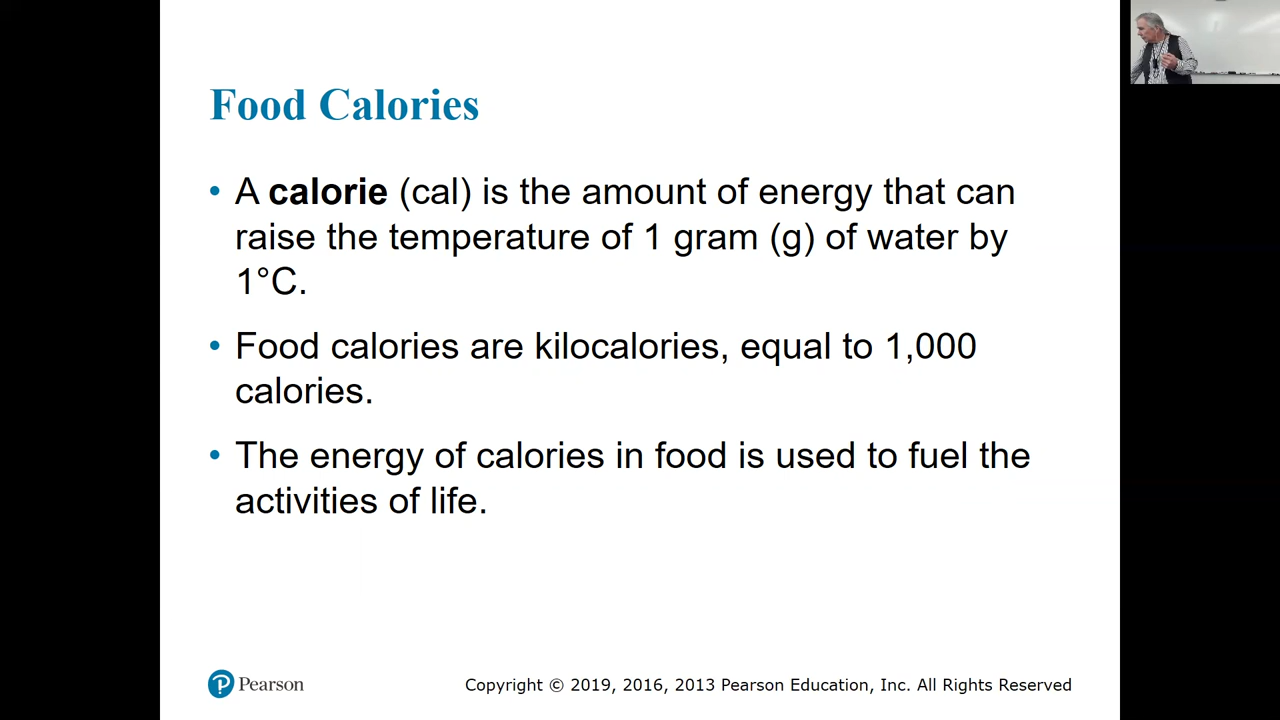 Food Calories
• A calorie (cal) is the amount of energy that can
raise the temperature of 1 gram (g) of water by
1°C.
• Food calories are kilocalories, equal to 1,000
calories.
• The energy of calories in food is used to fuel the
activities of life.
Pearson
Copyright © 2019, 2016, 2013 Pearson Education, Inc. All Rights Reserved